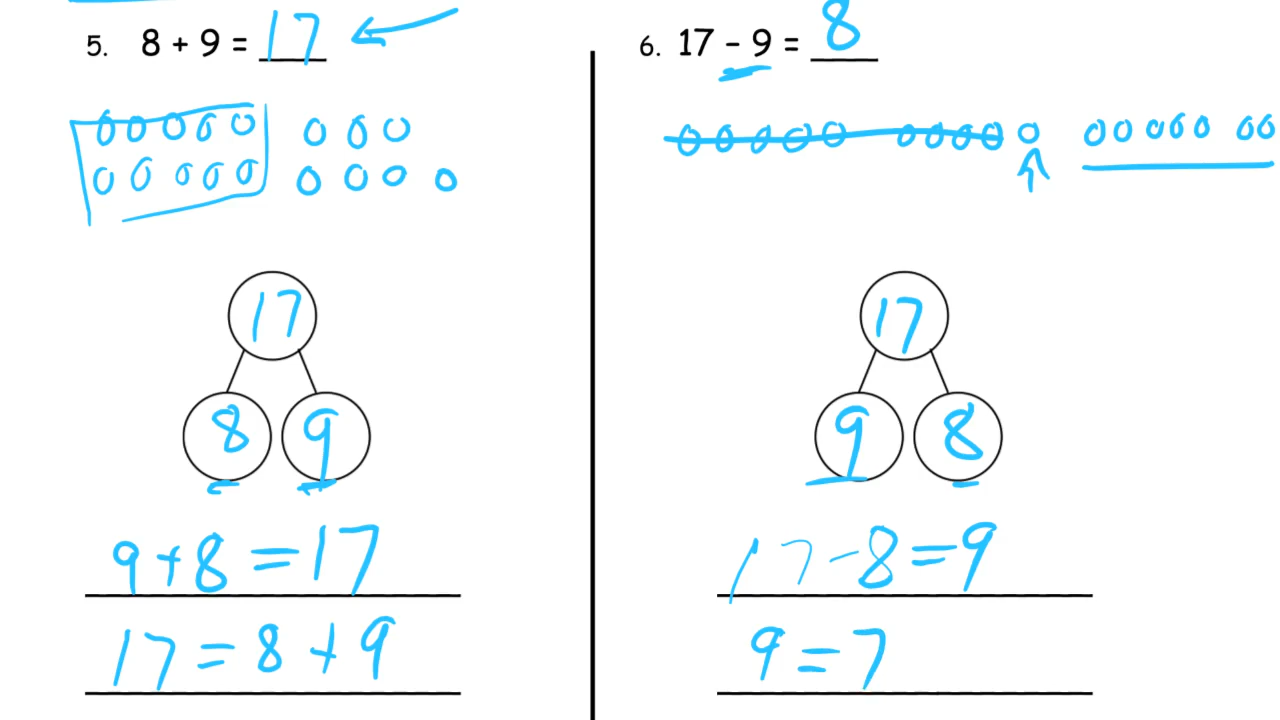 5. 8 + 9 = 17
17
8 9
9 + 8 = 17
17 = 8 + 9
6. 17 - 9 = 8
17
9 8
17 - 8 = 9
9 = 7